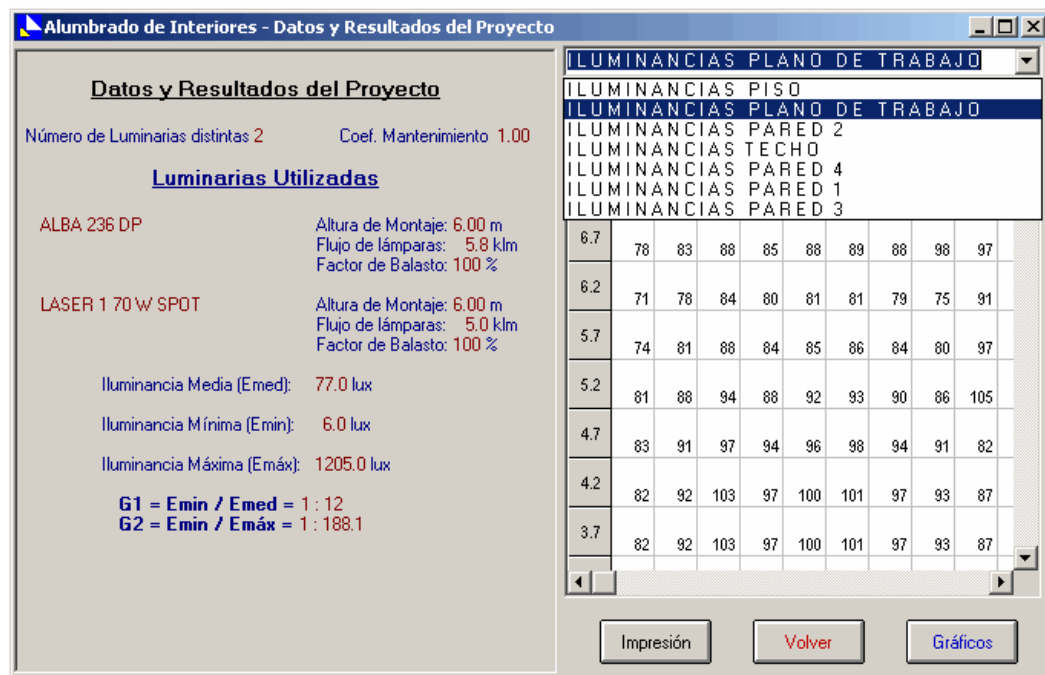 Alumbrado de Interiores - Datos y Resultados del Proyecto
Datos y Resultados del Proyecto
Número de Luminarias distintas 2 Coef. Mantenimiento 1.00
Luminarias Utilizadas
ALBA 236 DP Altura de Montaje: 6.00 m
Flujo de lámparas: 5.8 klm
Factor de Balasto: 100 %
LASER 1 70 W SPOT Altura de Montaje: 6.00 m
Flujo de lámparas: 5.0 klm
Factor de Balasto: 100 %
Iluminancia Media (Emed): 77.0 lux
Iluminancia Mínima (Emin): 6.0 lux
Iluminancia Máxima (Emáx): 1205.0 lux
G1 = Emin / Emed = 1 : 12
G2 = Emin / Emáx = 1 : 188.1
ILUMINANCIAS PLANO DE TRABAJO
ILUMINANCIAS PISO
ILUMINANCIAS PLANO DE TRABAJO
ILUMINANCIAS PARED 2
ILUMINANCIAS TECHO
ILUMINANCIAS PARED 4
ILUMINANCIAS PARED 1
ILUMINANCIAS PARED 3
6.7 78 83 88 85 88 89 88 98 97
6.2 71 78 84 80 81 81 79 75 91
5.7 74 81 88 84 85 86 84 80 97
5.2 81 88 94 88 92 93 90 86 105
4.7 83 91 97 94 96 98 94 91 82
4.2 82 92 103 97 100 101 97 93 87
3.7 82 92 103 97 100 101 97 93 87
Impresión Volver Gráficos